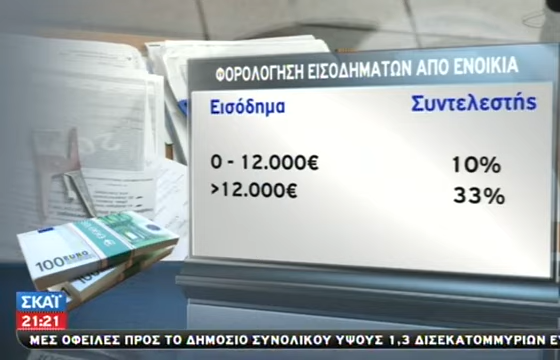 ΦΟΡΟΛΟΓΗΣΗ ΕΙΣΟΔΗΜΑΤΩΝ ΑΠΟ ΕΝΟΙΚΙΑ
Εισόδημα Συντελεστής
0 - 12.000€ 10%
>12.000€ 33%
100 EURO
100
ΣΚΑΪ
21:21
ΜΕΣ ΟΦΕΙΛΕΣ ΠΡΟΣ ΤΟ ΔΗΜΟΣΙΟ ΣΥΝΟΛΙΚΟΥ ΥΨΟΥΣ 1,3 ΔΙΣΕΚΑΤΟΜΜΥΡΙΩΝ